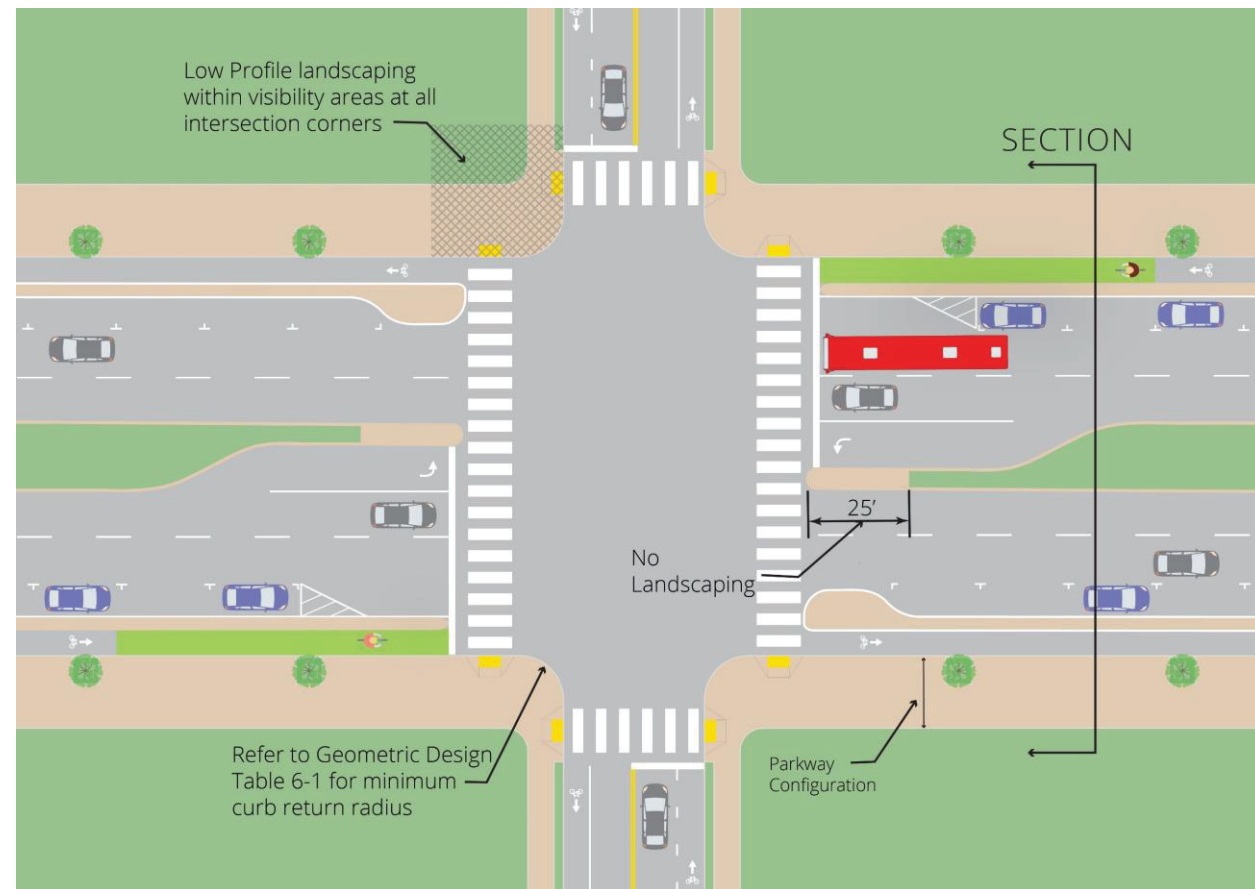 Low Profile landscaping
within visibility areas at all
intersection corners
SECTION
25’
No
Landscaping
Refer to Geometric Design
Table 6-1 for minimum
curb return radius
Parkway
Configuration